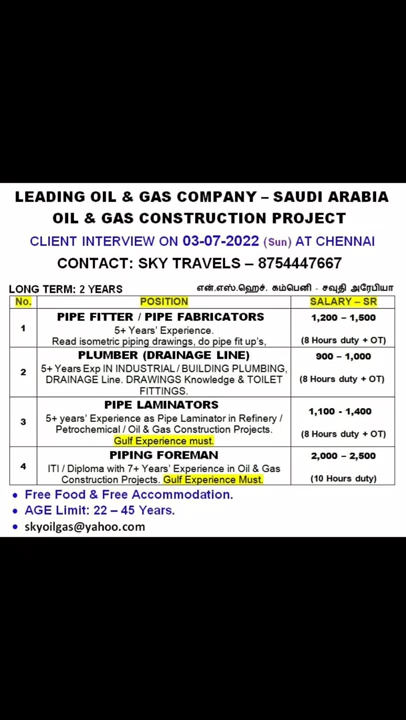 LEADING OIL & GAS COMPANY – SAUDI ARABIA
OIL & GAS CONSTRUCTION PROJECT
CLIENT INTERVIEW ON 03-07-2022 (Sun) AT CHENNAI
CONTACT: SKY TRAVELS – 8754447667
LONG TERM: 2 YEARS என்.எஸ்.ஹெச். கம்பெனி - சவுதி அரேபியா
No. POSITION SALARY – SR
1 PIPE FITTER / PIPE FABRICATORS 1,200 – 1,500
5+ Years' Experience.
Read isometric piping drawings, do pipe fit up's, (8 Hours duty + OT)
2 PLUMBER (DRAINAGE LINE) 900 – 1,000
5+ Years Exp IN INDUSTRIAL / BUILDING PLUMBING,
DRAINAGE Line. DRAWINGS Knowledge & TOILET (8 Hours duty + OT)
FITTINGS.
3 PIPE LAMINATORS 1,100 - 1,400
5+ years' Experience as Pipe Laminator in Refinery /
Petrochemical / Oil & Gas Construction Projects. (8 Hours duty + OT)
Gulf Experience must.
4 PIPING FOREMAN 2,000 – 2,500
ITI / Diploma with 7+ Years' Experience in Oil & Gas
Construction Projects. Gulf Experience Must. (10 Hours duty)
• Free Food & Free Accommodation.
• AGE Limit: 22 – 45 Years.
• skyoilgas@yahoo.com